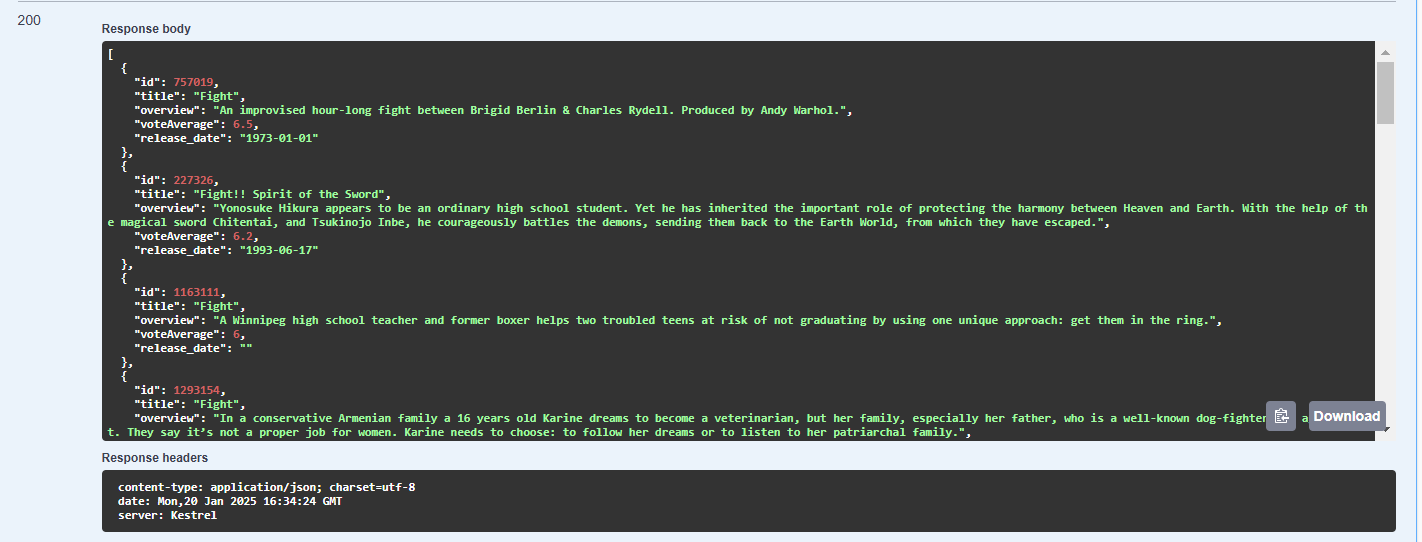 200
Response body
[
{
"id": 757019,
"title": "Fight",
"overview": "An improvised hour-long fight between Brigid Berlin & Charles Rydell. Produced by Andy Warhol.",
"voteAverage": 6.5,
"release_date": "1973-01-01"
},
{
"id": 227326,
"title": "Fight!! Spirit of the Sword",
"overview": "Yonosuke Hikura appears to be an ordinary high school student. Yet he has inherited the important role of protecting the harmony between Heaven and Earth. With the help of th
e magical sword Chitentai, and Tsukinojo Inbe, he courageously battles the demons, sending them back to the Earth World, from which they have escaped.",
"voteAverage": 6.2,
"release_date": "1993-06-17"
},
{
"id": 1163111,
"title": "Fight",
"overview": "A Winnipeg high school teacher and former boxer helps two troubled teens at risk of not graduating by using one unique approach: get them in the ring.",
"voteAverage": 6,
"release_date": ""
},
{
"id": 1293154,
"title": "Fight",
"overview": "In a conservative Armenian family a 16 years old Karine dreams to become a veterinarian, but her family, especially her father, who is a well-known dog-fighter
t. They say it’s not a proper job for women. Karine needs to choose: to follow her dreams or to listen to her patriarchal family.",
Download
Response headers
content-type: application/json; charset=utf-8
date: Mon,20 Jan 2025 16:34:24 GMT
server: Kestrel